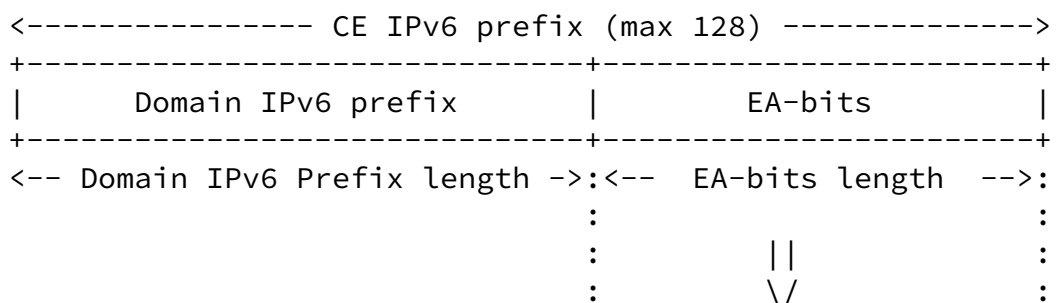 <---------------- CE IPv6 prefix (max 128) -------------->
+-------------------------------+------------------------+
|      Domain IPv6 prefix       |        EA-bits         |
+-------------------------------+------------------------+
<-- Domain IPv6 Prefix length ->:<--  EA-bits length  -->:
                                :                        :
                                :         ||             :
                                :         \/             :